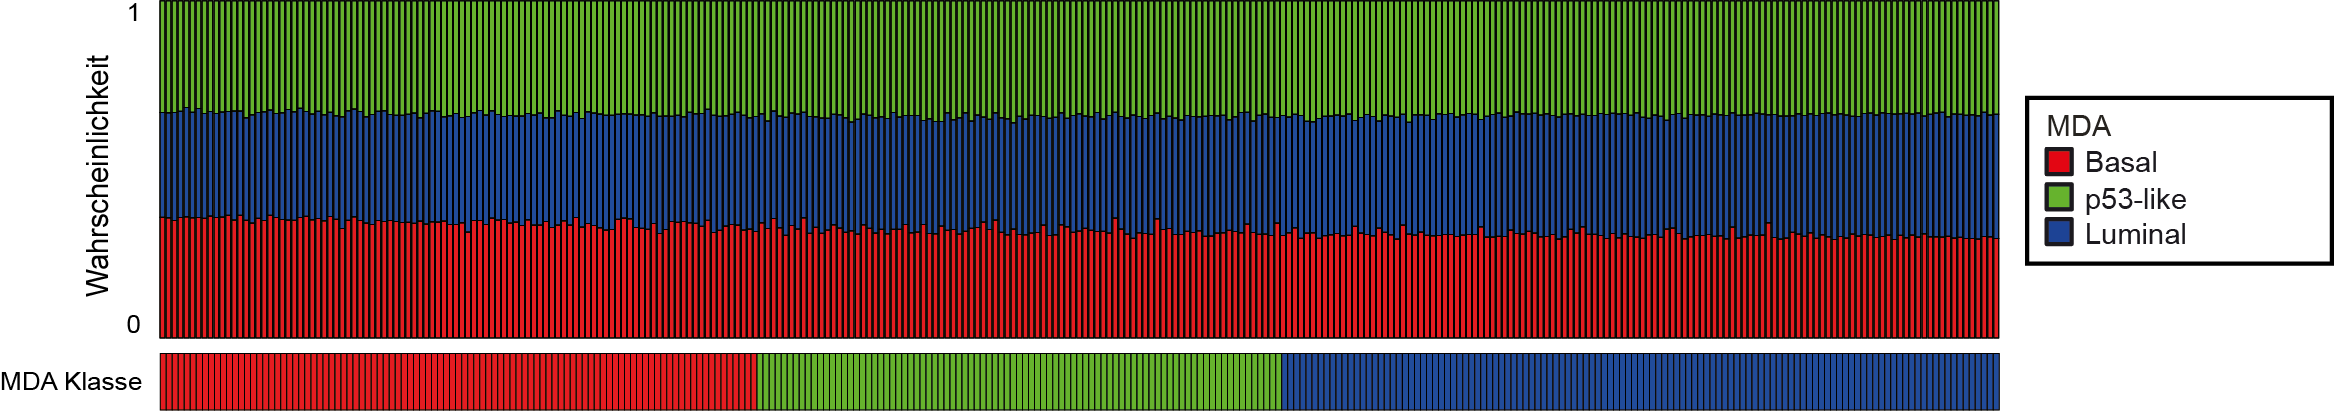 1
Wahrscheinlichkeit
0
MDA Klasse
MDA
Basal
p53-like
Luminal